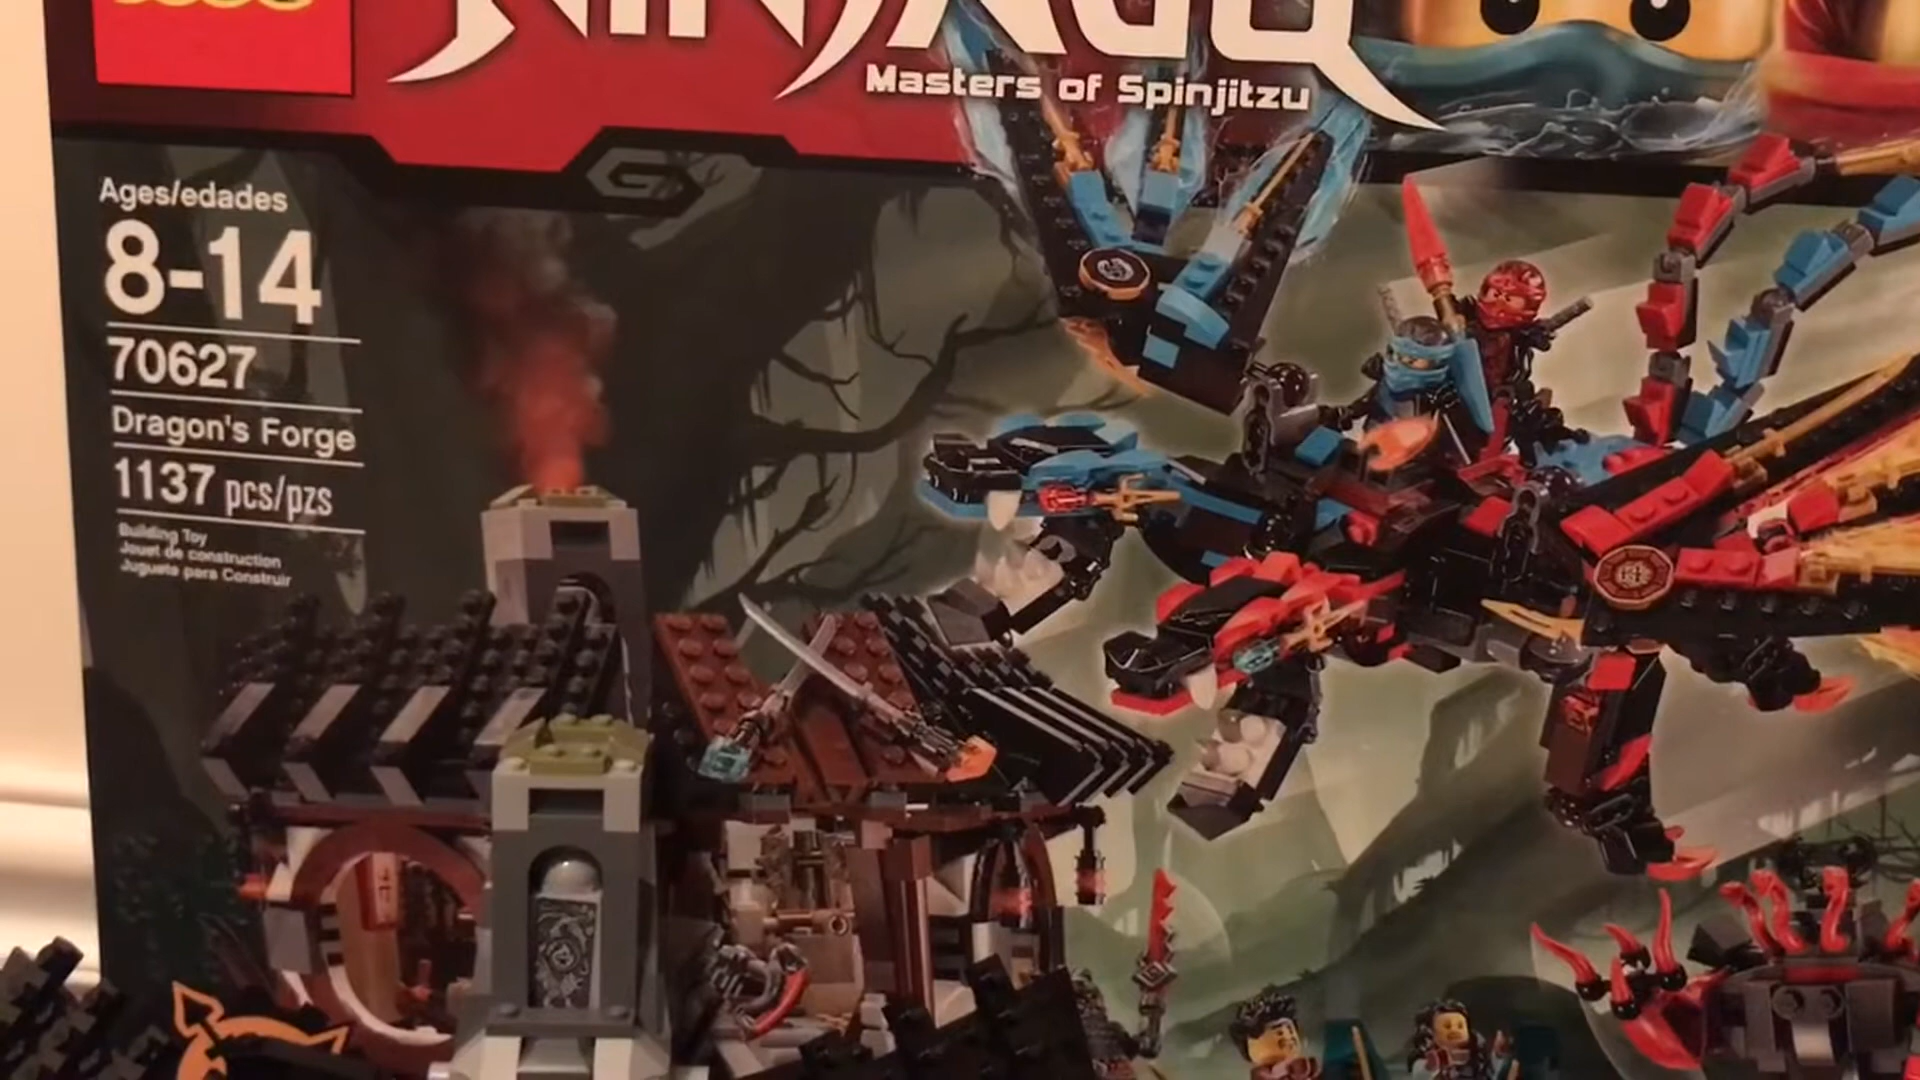 NINJAGO
Masters of Spinjitzu
Ages/edades
8-14
70627
Dragon's Forge
1137 pcs/pzs
Building Toy
Jouet de construction
Juguete para Construir